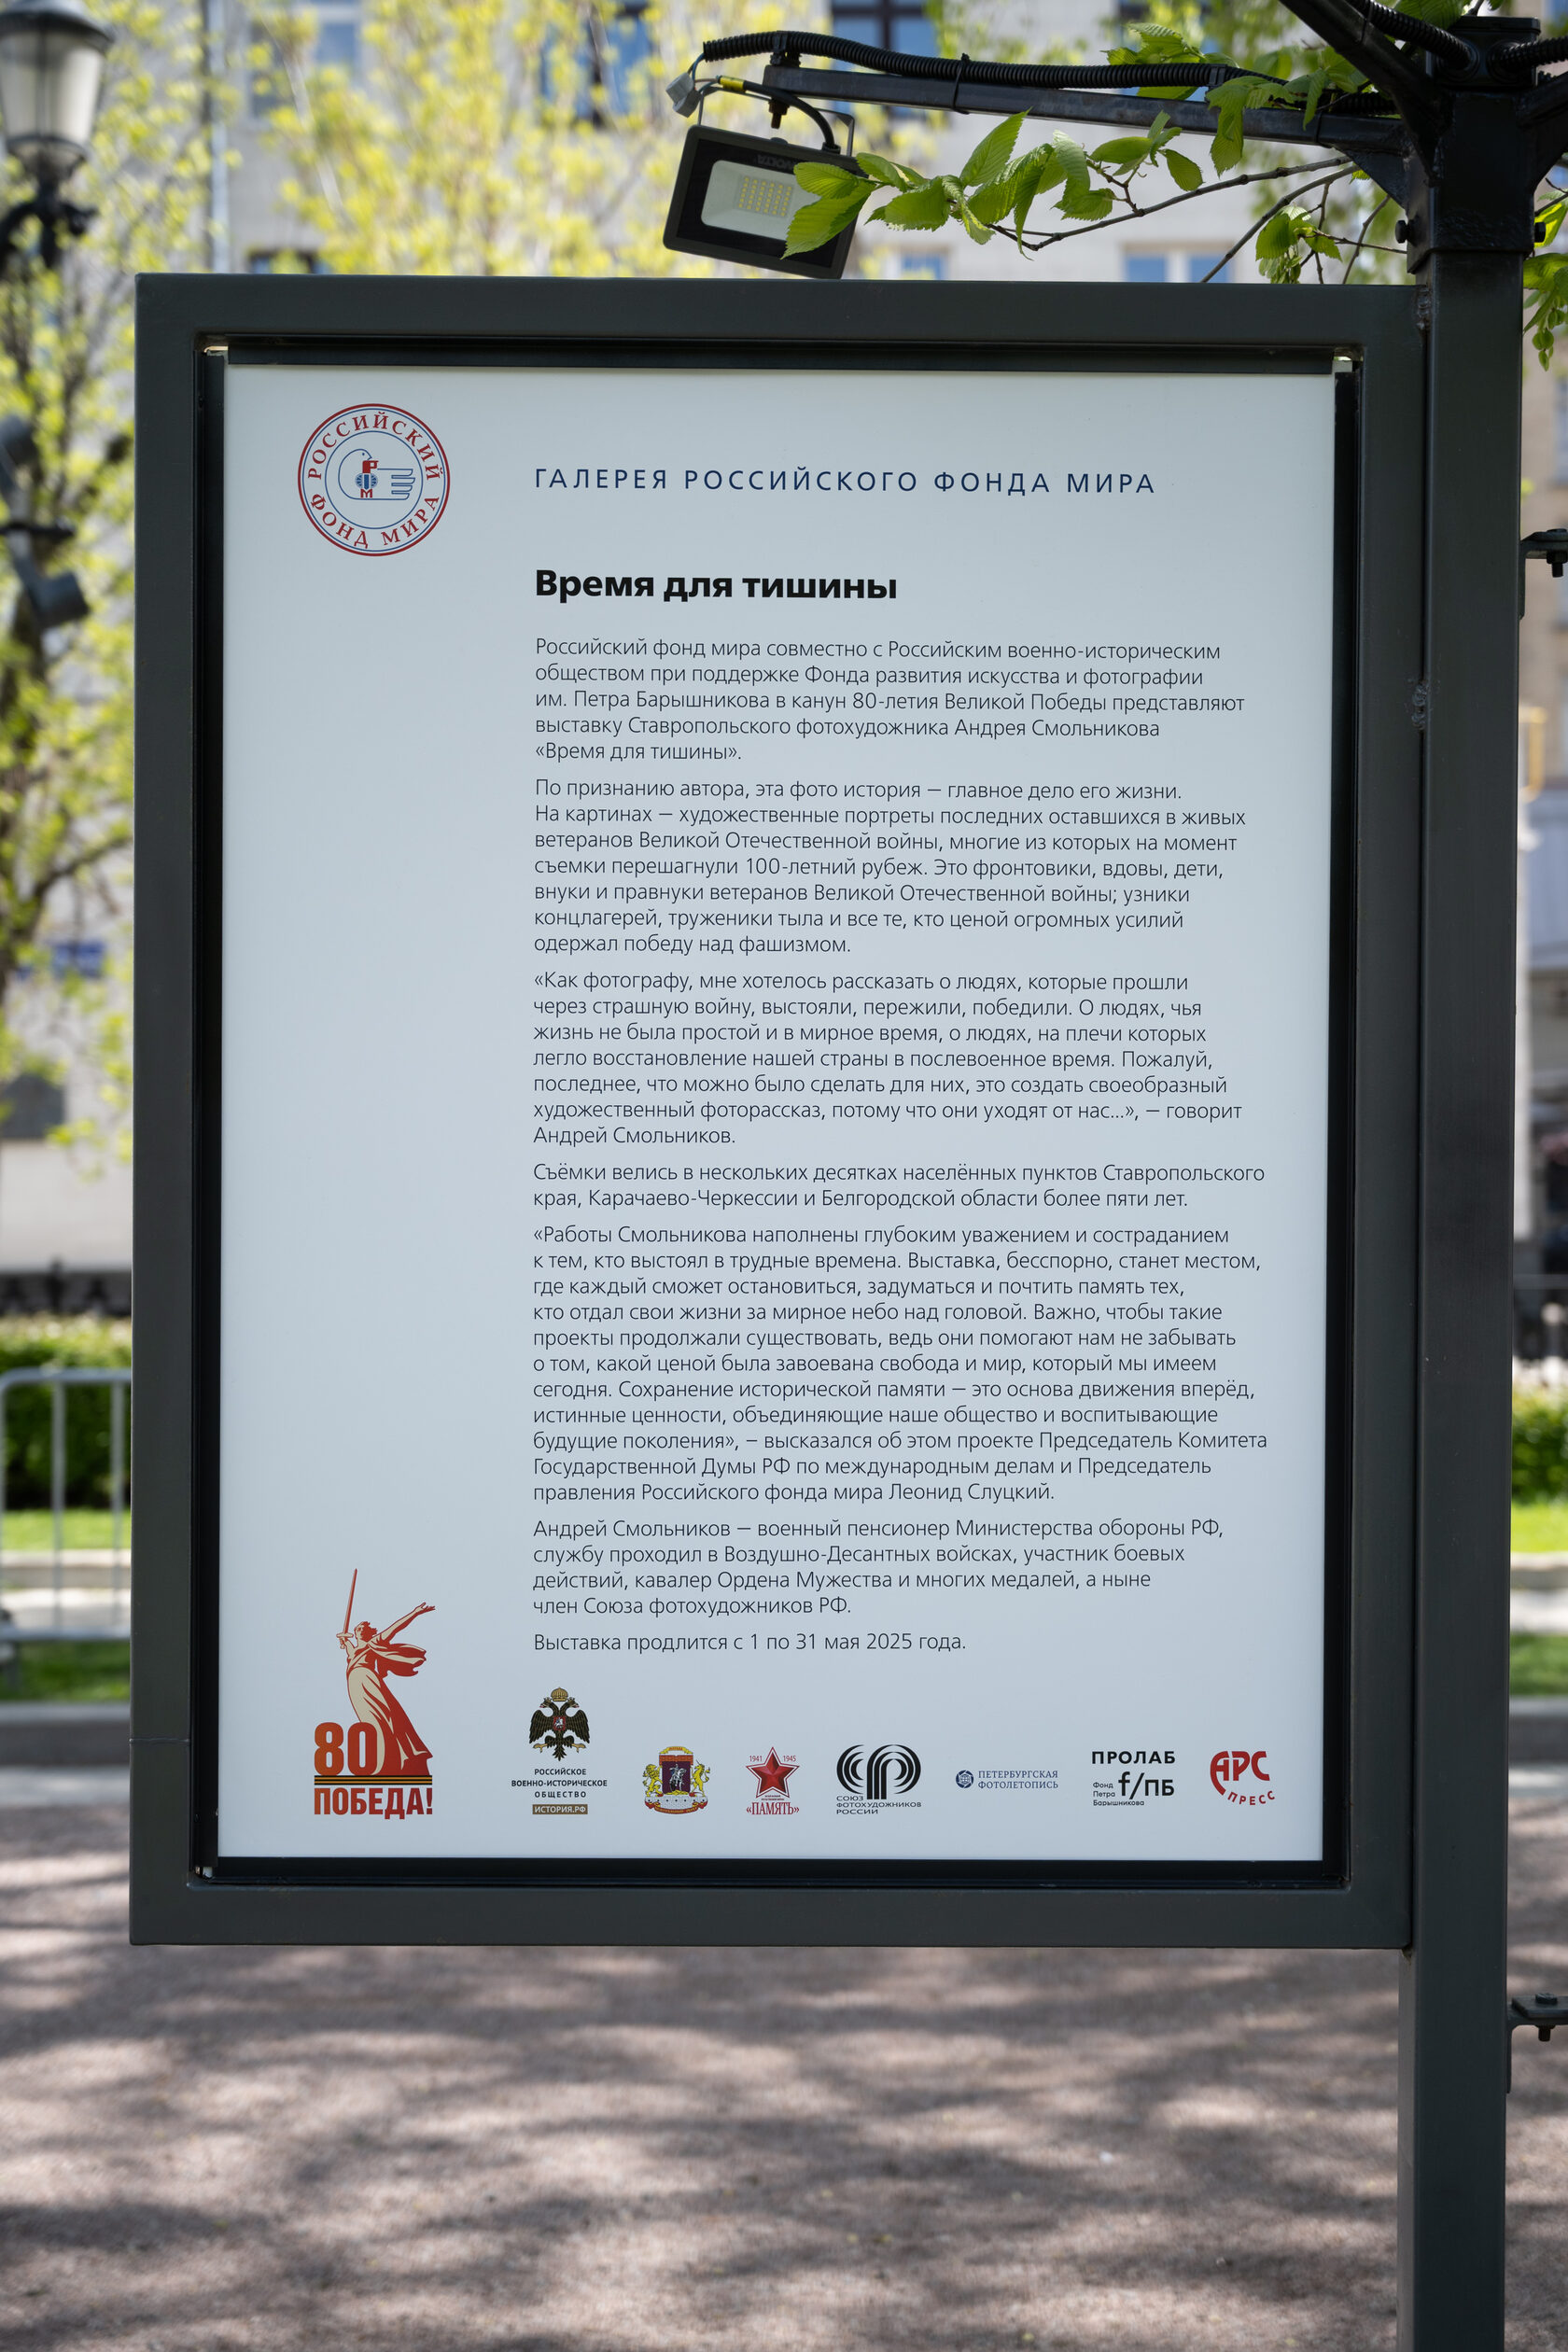 РОССИЙСКИЙ ФОНД МИРА
ГАЛЕРЕЯ РОССИЙСКОГО ФОНДА МИРА
Время для тишины
Российский фонд мира совместно с Российским военно-историческим
обществом при поддержке Фонда развития искусства и фотографии
им. Петра Барышникова в канун 80-летия Великой Победы представляют
выставку Ставропольского фотохудожника Андрея Смольникова
«Время для тишины».
По признанию автора, эта фото история — главное дело его жизни.
На картинах — художественные портреты последних оставшихся в живых
ветеранов Великой Отечественной войны, многие из которых на момент
съемки перешагнули 100-летний рубеж. Это фронтовики, вдовы, дети,
внуки и правнуки ветеранов Великой Отечественной войны; узники
концлагерей, труженики тыла и все те, кто ценой огромных усилий
одержал победу над фашизмом.
«Как фотографу, мне хотелось рассказать о людях, которые прошли
через страшную войну, выстояли, пережили, победили. О людях, чья
жизнь не была простой и в мирное время, о людях, на плечи которых
легло восстановление нашей страны в послевоенное время. Пожалуй,
последнее, что можно было сделать для них, это создать своеобразный
художественный фоторассказ, потому что они уходят от нас...», — говорит
Андрей Смольников.
Съёмки велись в нескольких десятках населённых пунктов Ставропольского
края, Карачаево-Черкессии и Белгородской области более пяти лет.
«Работы Смольникова наполнены глубоким уважением и состраданием
к тем, кто выстоял в трудные времена. Выставка, бесспорно, станет местом,
где каждый сможет остановиться, задуматься и почтить память тех,
кто отдал свои жизни за мирное небо над головой. Важно, чтобы такие
проекты продолжали существовать, ведь они помогают нам не забывать
о том, какой ценой была завоевана свобода и мир, который мы имеем
сегодня. Сохранение исторической памяти — это основа движения вперёд,
истинные ценности, объединяющие наше общество и воспитывающие
будущие поколения», — высказался об этом проекте Председатель Комитета
Государственной Думы РФ по международным делам и Председатель
правления Российского фонда мира Леонид Слуцкий.
Андрей Смольников — военный пенсионер Министерства обороны РФ,
службу проходил в Воздушно-Десантных войсках, участник боевых
действий, кавалер Ордена Мужества и многих медалей, а ныне
член Союза фотохудожников РФ.
Выставка продлится с 1 по 31 мая 2025 года.
80
ПОБЕДА!
РОССИЙСКОЕ
ВОЕННО-ИСТОРИЧЕСКОЕ
ОБЩЕСТВО
ИСТОРИЯ.РФ
1941 1945
«ПАМЯТЬ»
СОЮЗ
ФОТОХУДОЖНИКОВ
РОССИИ
ПЕТЕРБУРГСКАЯ
ФОТОЛЕТОПИСЬ
ПРОЛАБ
Фонд
Петра
Барышникова
f/ПБ
АРС
ПРЕСС